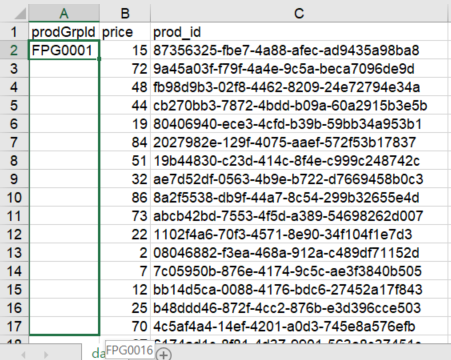 A B C
1 prodGrpId price prod_id
2 FPG0001 15 87356325-fbe7-4a88-afec-ad9435a98ba8
3 72 9a45a03f-f79f-4a4e-9c5a-beca7096de9d
4 48 fb98d9b3-02f8-4462-8209-24e72794e34a
5 44 cb270bb3-7872-4bdd-b09a-60a2915b3e5b
6 19 80406940-ece3-4cfd-b39b-59bb34a953b1
7 84 2027982e-129f-4075-aaef-572f53b17837
8 51 19b44830-c23d-414c-8f4e-c999c248742c
9 32 ae7d52df-0563-4b9e-b722-d7669458b0c3
10 86 8a2f5538-db9f-44a7-8c54-299b32655e4d
11 73 abcb42bd-7553-4f5d-a389-54698262d007
12 22 1102f4a6-70f3-4571-8e90-34f104f1e7d3
13 2 08046882-f3ea-468a-912a-c489df71152d
14 7 7c05950b-876e-4174-9c5c-ae3f3840b505
15 12 bb14d5ca-0088-4176-bdc6-27452a17f843
16 25 b48ddd46-872f-4cc2-876b-e3d396cce503
17 70 4c5af4a4-14ef-4201-a0d3-745e8a576efb
da FPG0016